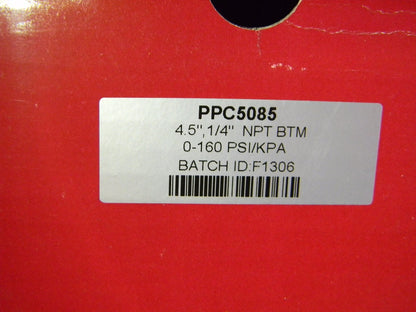 PPC5085
4.5",1/4" NPT BTM
0-160 PSI/KPA
BATCH ID:F1306